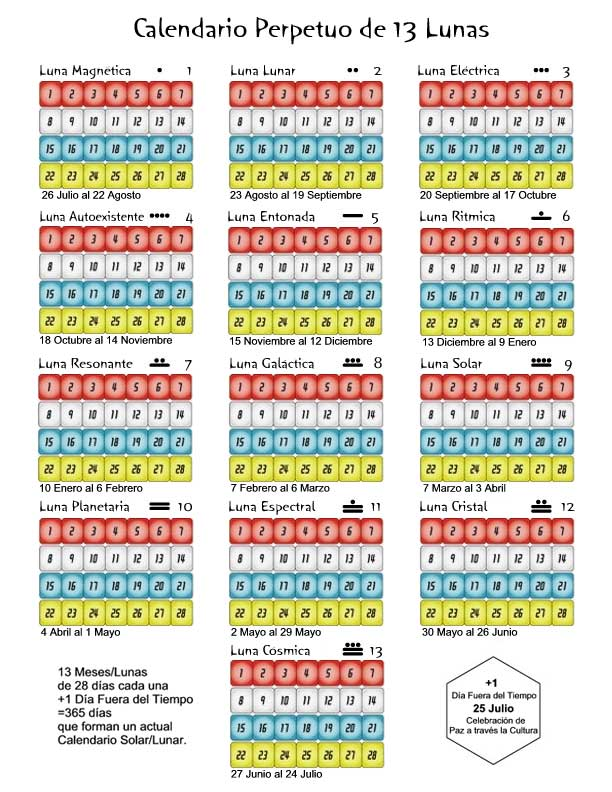 Calendario Perpetuo de 13 Lunas
Luna Magnética • 1
1 2 3 4 5 6 7
8 9 10 11 12 13 14
15 16 17 18 19 20 21
22 23 24 25 26 27 28
26 Julio al 22 Agosto
Luna Lunar •• 2
1 2 3 4 5 6 7
8 9 10 11 12 13 14
15 16 17 18 19 20 21
22 23 24 25 26 27 28
23 Agosto al 19 Septiembre
Luna Eléctrica ••• 3
1 2 3 4 5 6 7
8 9 10 11 12 13 14
15 16 17 18 19 20 21
22 23 24 25 26 27 28
20 Septiembre al 17 Octubre
Luna Autoexistente •••• 4
1 2 3 4 5 6 7
8 9 10 11 12 13 14
15 16 17 18 19 20 21
22 23 24 25 26 27 28
18 Octubre al 14 Noviembre
Luna Entonada 5
1 2 3 4 5 6 7
8 9 10 11 12 13 14
15 16 17 18 19 20 21
22 23 24 25 26 27 28
15 Noviembre al 12 Diciembre
Luna Rítmica 6
1 2 3 4 5 6 7
8 9 10 11 12 13 14
15 16 17 18 19 20 21
22 23 24 25 26 27 28
13 Diciembre al 9 Enero
Luna Resonante 7
1 2 3 4 5 6 7
8 9 10 11 12 13 14
15 16 17 18 19 20 21
22 23 24 25 26 27 28
10 Enero al 6 Febrero
Luna Galáctica 8
1 2 3 4 5 6 7
8 9 10 11 12 13 14
15 16 17 18 19 20 21
22 23 24 25 26 27 28
7 Febrero al 6 Marzo
Luna Solar 9
1 2 3 4 5 6 7
8 9 10 11 12 13 14
15 16 17 18 19 20 21
22 23 24 25 26 27 28
7 Marzo al 3 Abril
Luna Planetaria 10
1 2 3 4 5 6 7
8 9 10 11 12 13 14
15 16 17 18 19 20 21
22 23 24 25 26 27 28
4 Abril al 1 Mayo
Luna Espectral 11
1 2 3 4 5 6 7
8 9 10 11 12 13 14
15 16 17 18 19 20 21
22 23 24 25 26 27 28
2 Mayo al 29 Mayo
Luna Cristal 12
1 2 3 4 5 6 7
8 9 10 11 12 13 14
15 16 17 18 19 20 21
22 23 24 25 26 27 28
30 Mayo al 26 Junio
13 Meses/Lunas
de 28 días cada una
+1 Día Fuera del Tiempo
=365 días
que forman un actual
Calendario Solar/Lunar.
Luna Cósmica 13
1 2 3 4 5 6 7
8 9 10 11 12 13 14
15 16 17 18 19 20 21
22 23 24 25 26 27 28
27 Junio al 24 Julio
+1
Día Fuera del Tiempo
25 Julio
Celebración de
Paz a través la Cultura